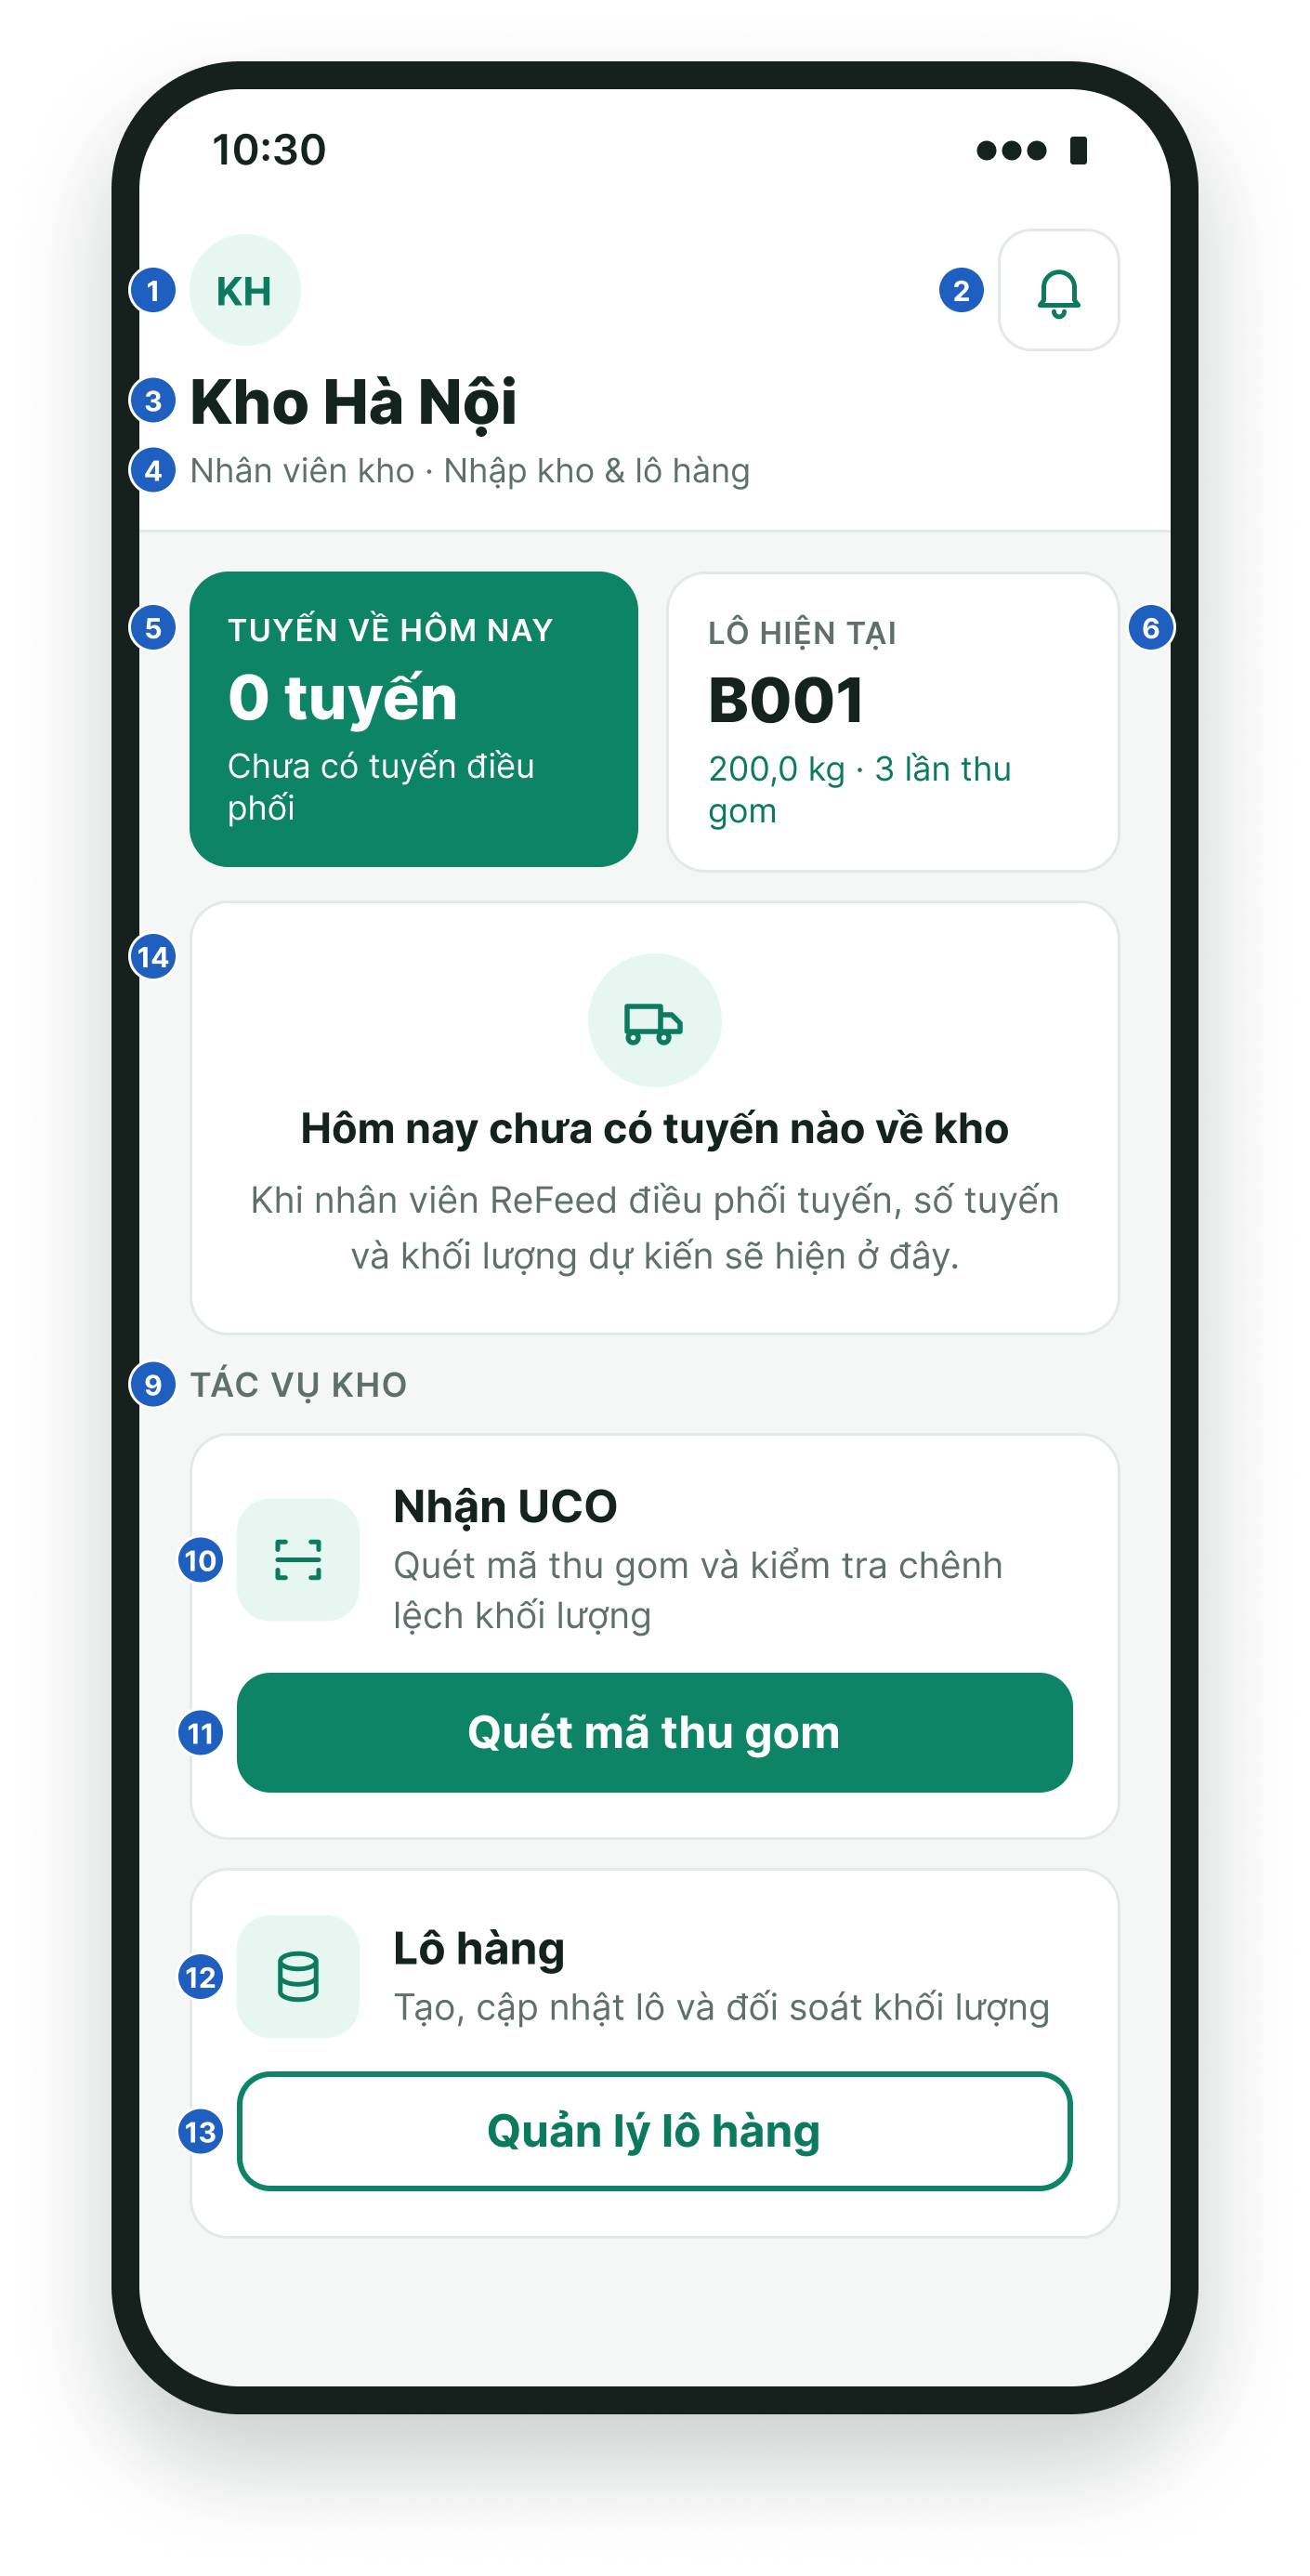 10:30
1
KH
2
3
Kho Hà Nội
4
Nhân viên kho · Nhập kho & lô hàng
5
TUYẾN VỀ HÔM NAY
0 tuyến
Chưa có tuyến điều
phối
LÔ HIỆN TẠI
6
B001
200,0 kg · 3 lần thu
gom
14
Hôm nay chưa có tuyến nào về kho
Khi nhân viên ReFeed điều phối tuyến, số tuyến
và khối lượng dự kiến sẽ hiện ở đây.
9
TÁC VỤ KHO
10
Nhận UCO
Quét mã thu gom và kiểm tra chênh
lệch khối lượng
11
Quét mã thu gom
12
Lô hàng
Tạo, cập nhật lô và đối soát khối lượng
13
Quản lý lô hàng